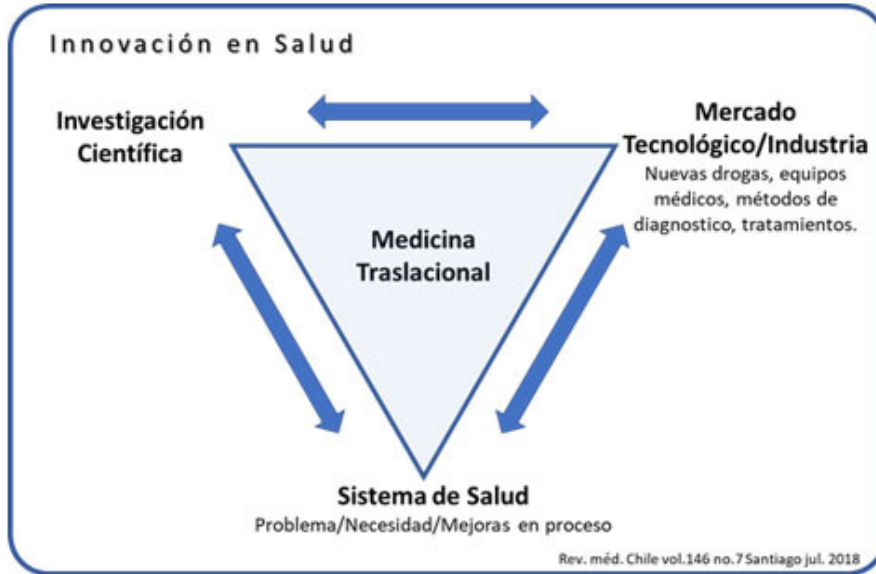 Innovación en Salud
Investigación
Científica
Mercado
Tecnológico/Industria
Nuevas drogas, equipos
médicos, métodos de
diagnostico, tratamientos.
Medicina
Traslacional
Sistema de Salud
Problema/Necesidad/Mejoras en proceso
Rev. méd. Chile vol.146 no.7 Santiago jul. 2018